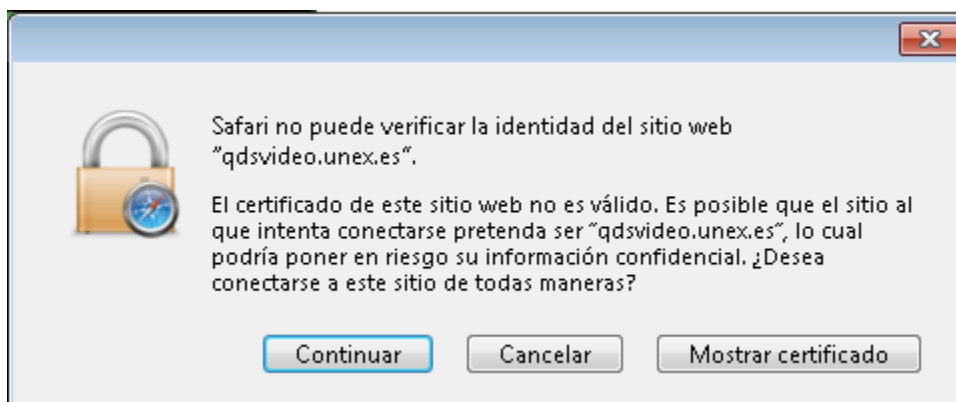 Safari no puede verificar la identidad del sitio web
"qdsvideo.unex.es".
El certificado de este sitio web no es válido. Es posible que el sitio al
que intenta conectarse pretenda ser "qdsvideo.unex.es", lo cual
podría poner en riesgo su información confidencial. ¿Desea
conectarse a este sitio de todas maneras?
Continuar
Cancelar
Mostrar certificado